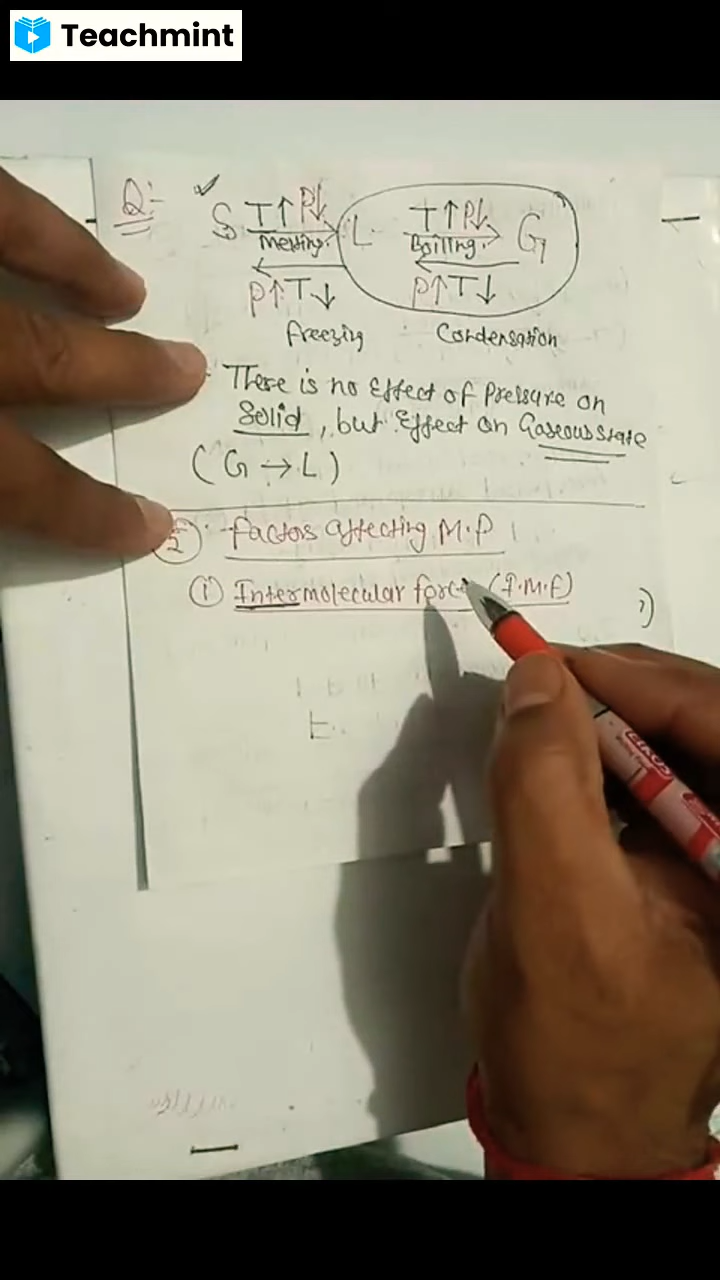 Teachmint
Q:-
S T↑ P↓ L T↑ P↓ G
Melting. Boiling.
P↑ T↓ P↑ T↓
Freezing Condensation
There is no Effect of Pressure on
Solid, but Effect on Gaseous state
(G → L)
2 Factors affecting M.P
(i) Intermolecular force (I.M.F)